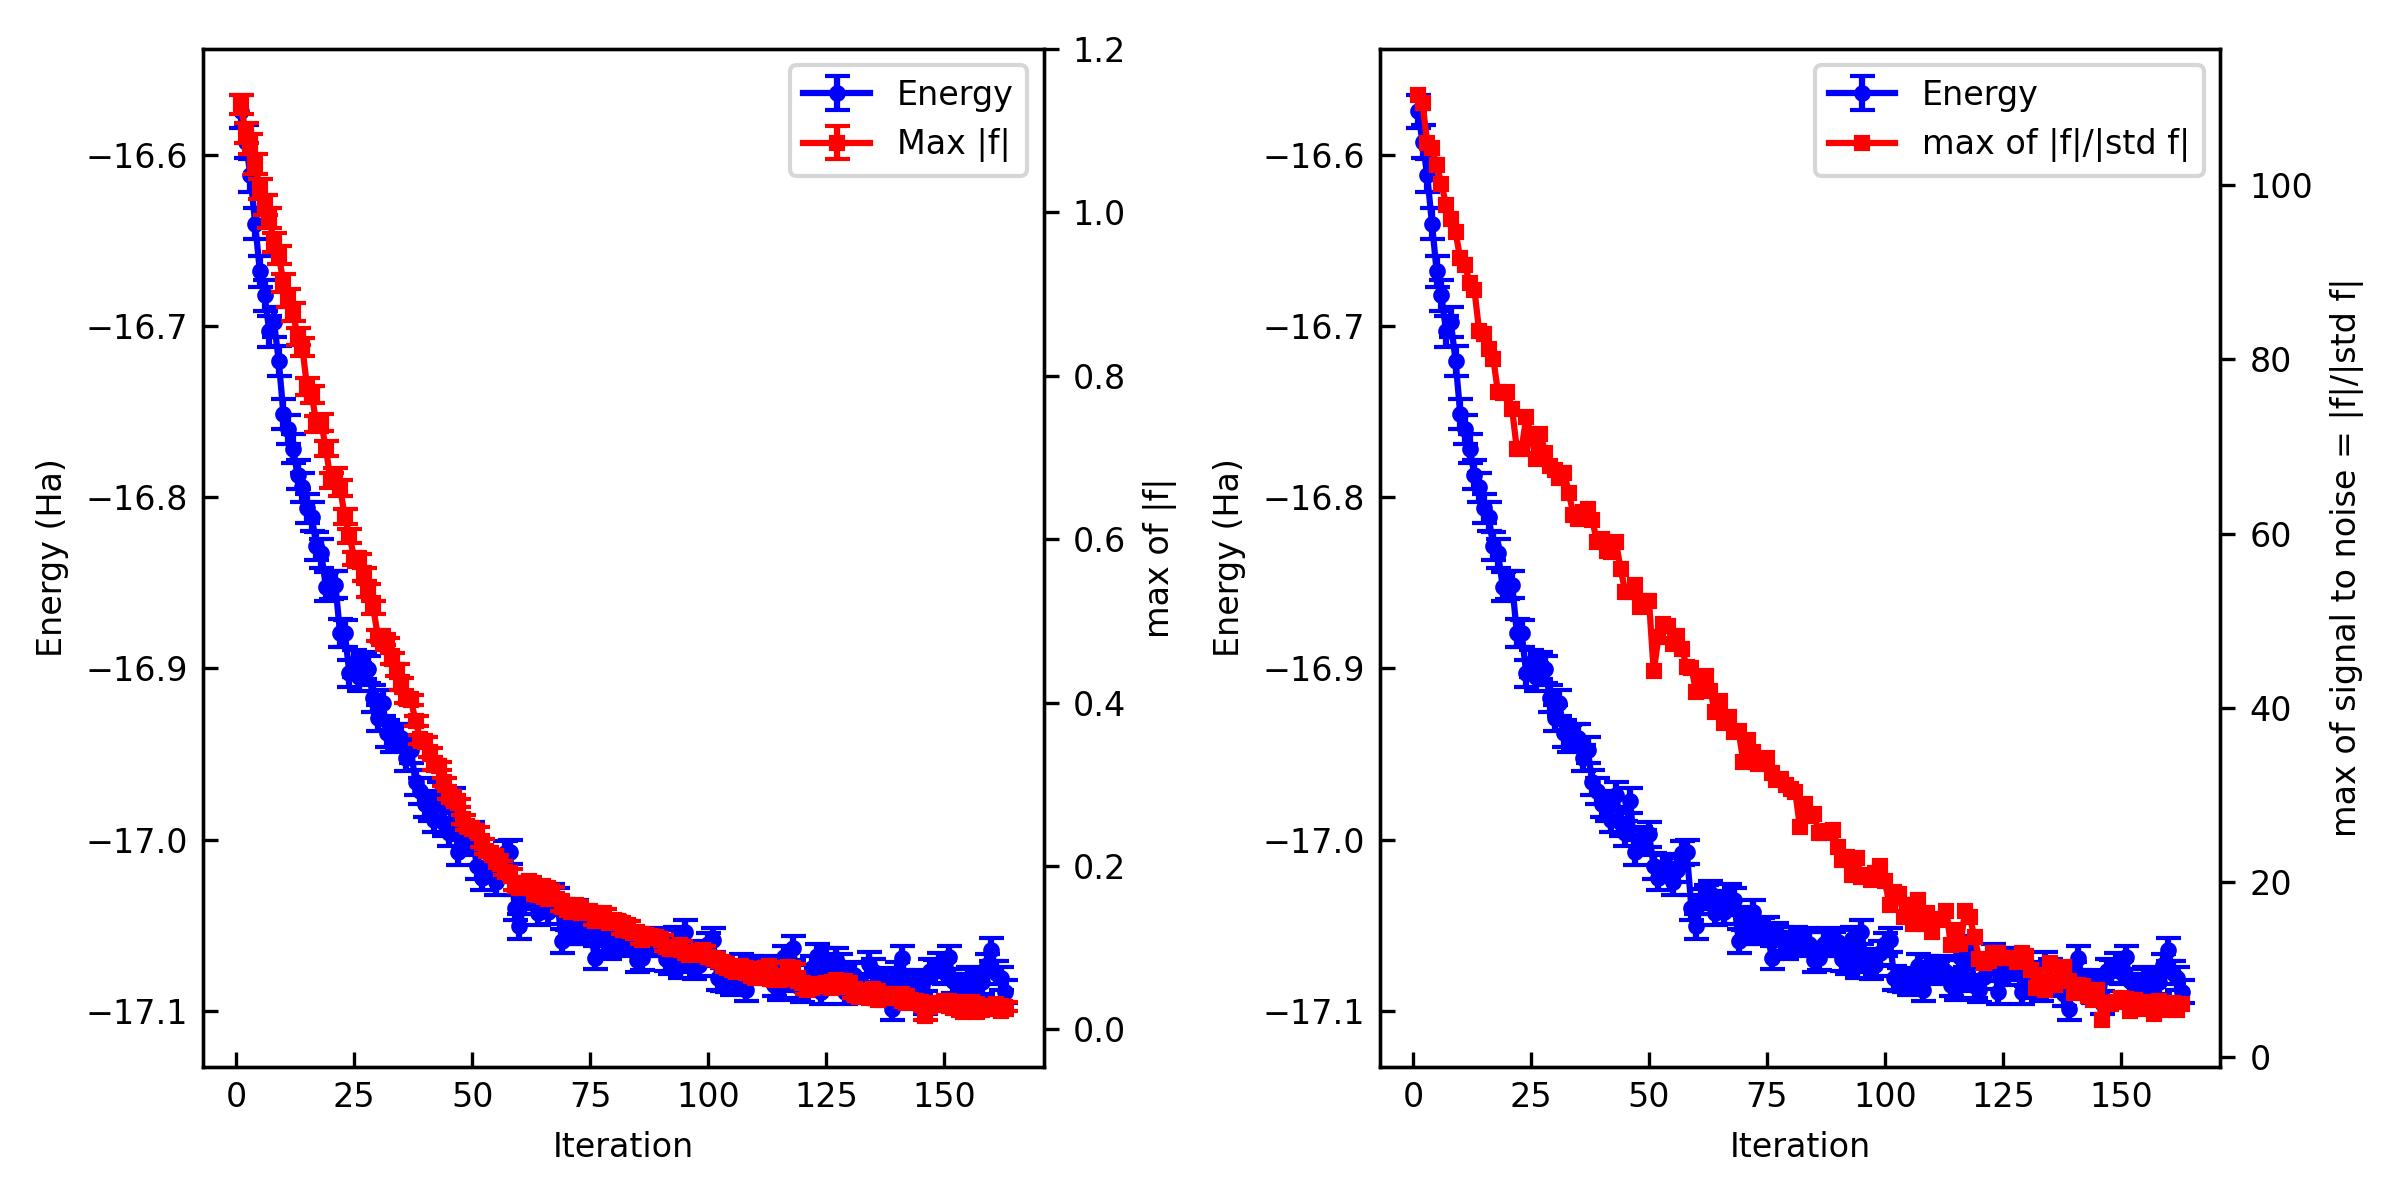 Energy (Ha)
−16.6
−16.7
−16.8
−16.9
−17.0
−17.1
0 25 50 75 100 125 150
Iteration
Energy
Max |f|
1.2
1.0
0.8
0.6
0.4
0.2
0.0
max of |f|
Energy (Ha)
−16.6
−16.7
−16.8
−16.9
−17.0
−17.1
0 25 50 75 100 125 150
Iteration
Energy
max of |f|/|std f|
100
80
60
40
20
0
max of signal to noise = |f|/|std f|